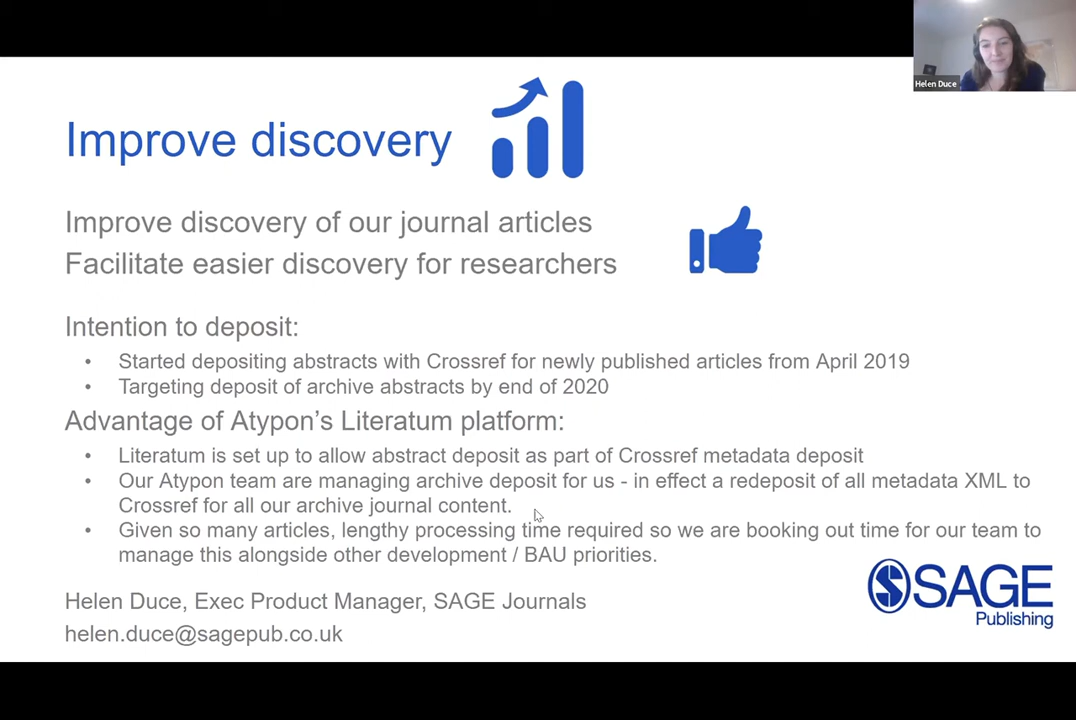 Helen Duce
Improve discovery
Improve discovery of our journal articles
Facilitate easier discovery for researchers
Intention to deposit:
• Started depositing abstracts with Crossref for newly published articles from April 2019
• Targeting deposit of archive abstracts by end of 2020
Advantage of Atypon’s Literatum platform:
• Literatum is set up to allow abstract deposit as part of Crossref metadata deposit
• Our Atypon team are managing archive deposit for us - in effect a redeposit of all metadata XML to
Crossref for all our archive journal content.
• Given so many articles, lengthy processing time required so we are booking out time for our team to
manage this alongside other development / BAU priorities.
SAGE
Publishing
Helen Duce, Exec Product Manager, SAGE Journals
helen.duce@sagepub.co.uk